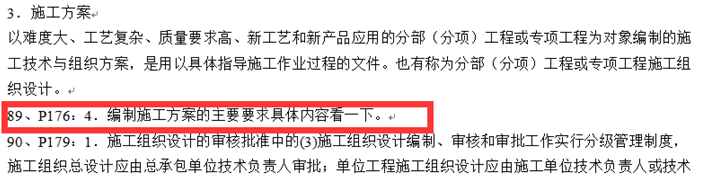 3．施工方案
以难度大、工艺复杂、质量要求高、新工艺和新产品应用的分部（分项）工程或专项工程为对象编制的施
工技术与组织方案，是用以具体指导施工作业过程的文件。也有称为分部（分项）工程或专项工程施工组
织设计。
89、P176：4．编制施工方案的主要要求具体内容看一下。
90、P179：1．施工组织设计的审核批准中的(3)施工组织设计编制、审核和审批工作实行分级管理制度，
施工组织总设计应由总承包单位技术负责人审批；单位工程施工组织设计应由施工单位技术负责人或技术